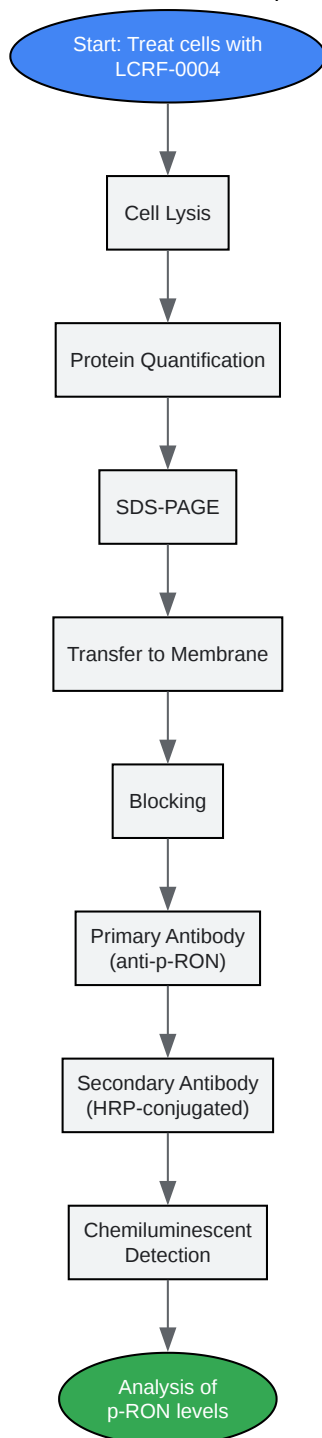 Start: Treat cells with
LCRF-0004
Cell Lysis
Protein Quantification
SDS-PAGE
Transfer to Membrane
Blocking
Primary Antibody
(anti-p-RON)
Secondary Antibody
(HRP-conjugated)
Chemiluminescent
Detection
Analysis of
p-RON levels